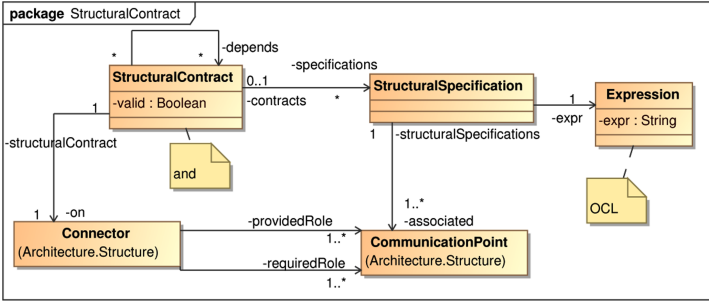 package StructuralContract
* *
-depends
StructuralContract
-valid : Boolean
0..1
-contracts
-specifications
*
StructuralSpecification
1
-expr
Expression
-expr : String
1
-structuralContract
and
1
-structuralSpecifications
OCL
1
-on
1..*
-associated
Connector
(Architecture.Structure)
-providedRole
1..*
-requiredRole
1..*
CommunicationPoint
(Architecture.Structure)